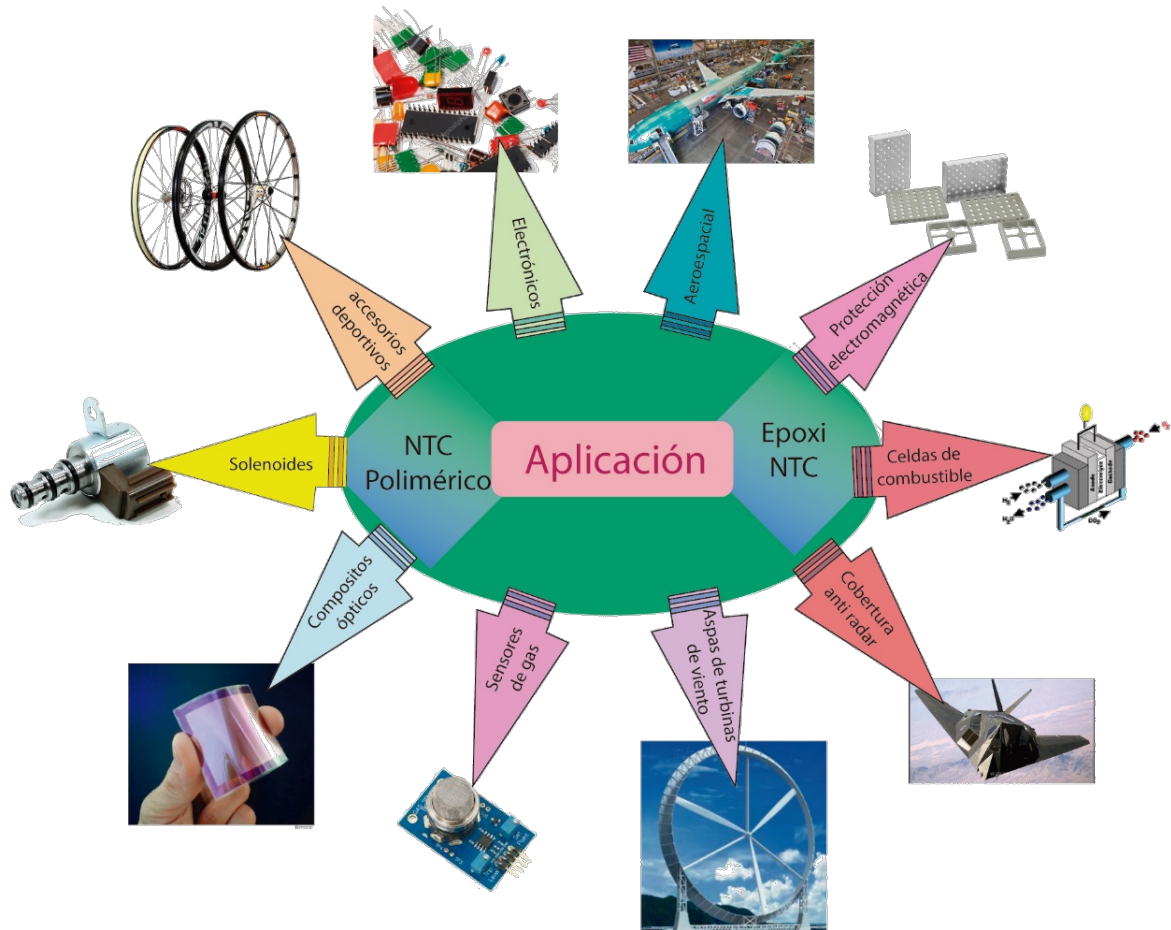 Electrónicos
Aeroespacial
accesorios
deportivos
Protección
electromagnética
Solenoides
NTC
Polimérico
Aplicación
Epoxi
NTC
Celdas de
combustible
Compositos
ópticos
Sensores
de gas
Aspas de turbinas
de viento
Cobertura
anti radar